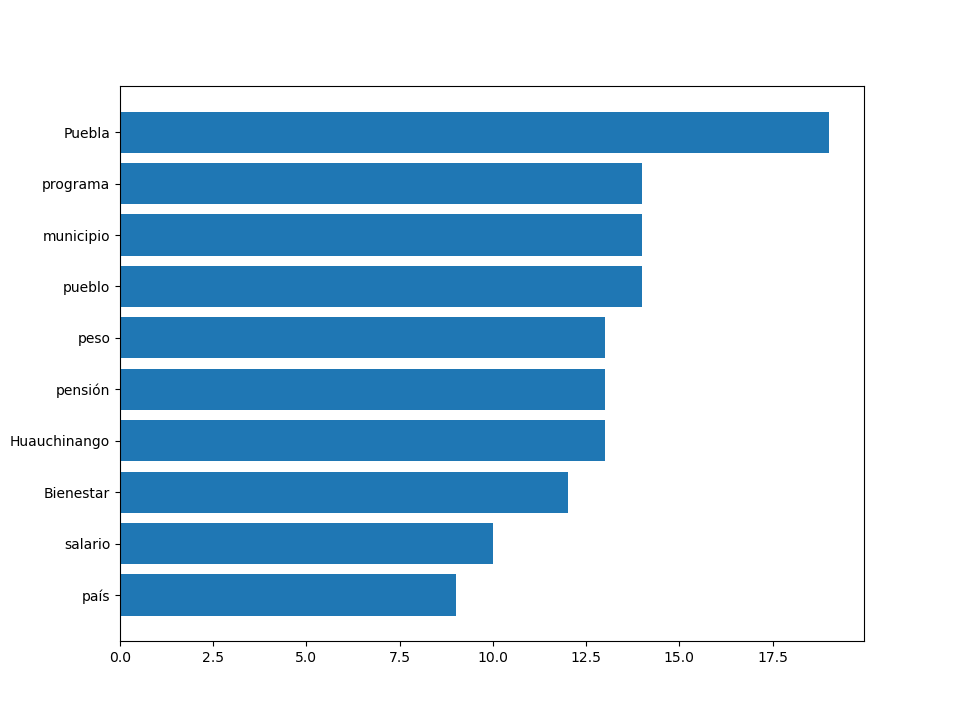 Puebla
programa
municipio
pueblo
peso
pensión
Huauchinango
Bienestar
salario
país
0.0 2.5 5.0 7.5 10.0 12.5 15.0 17.5